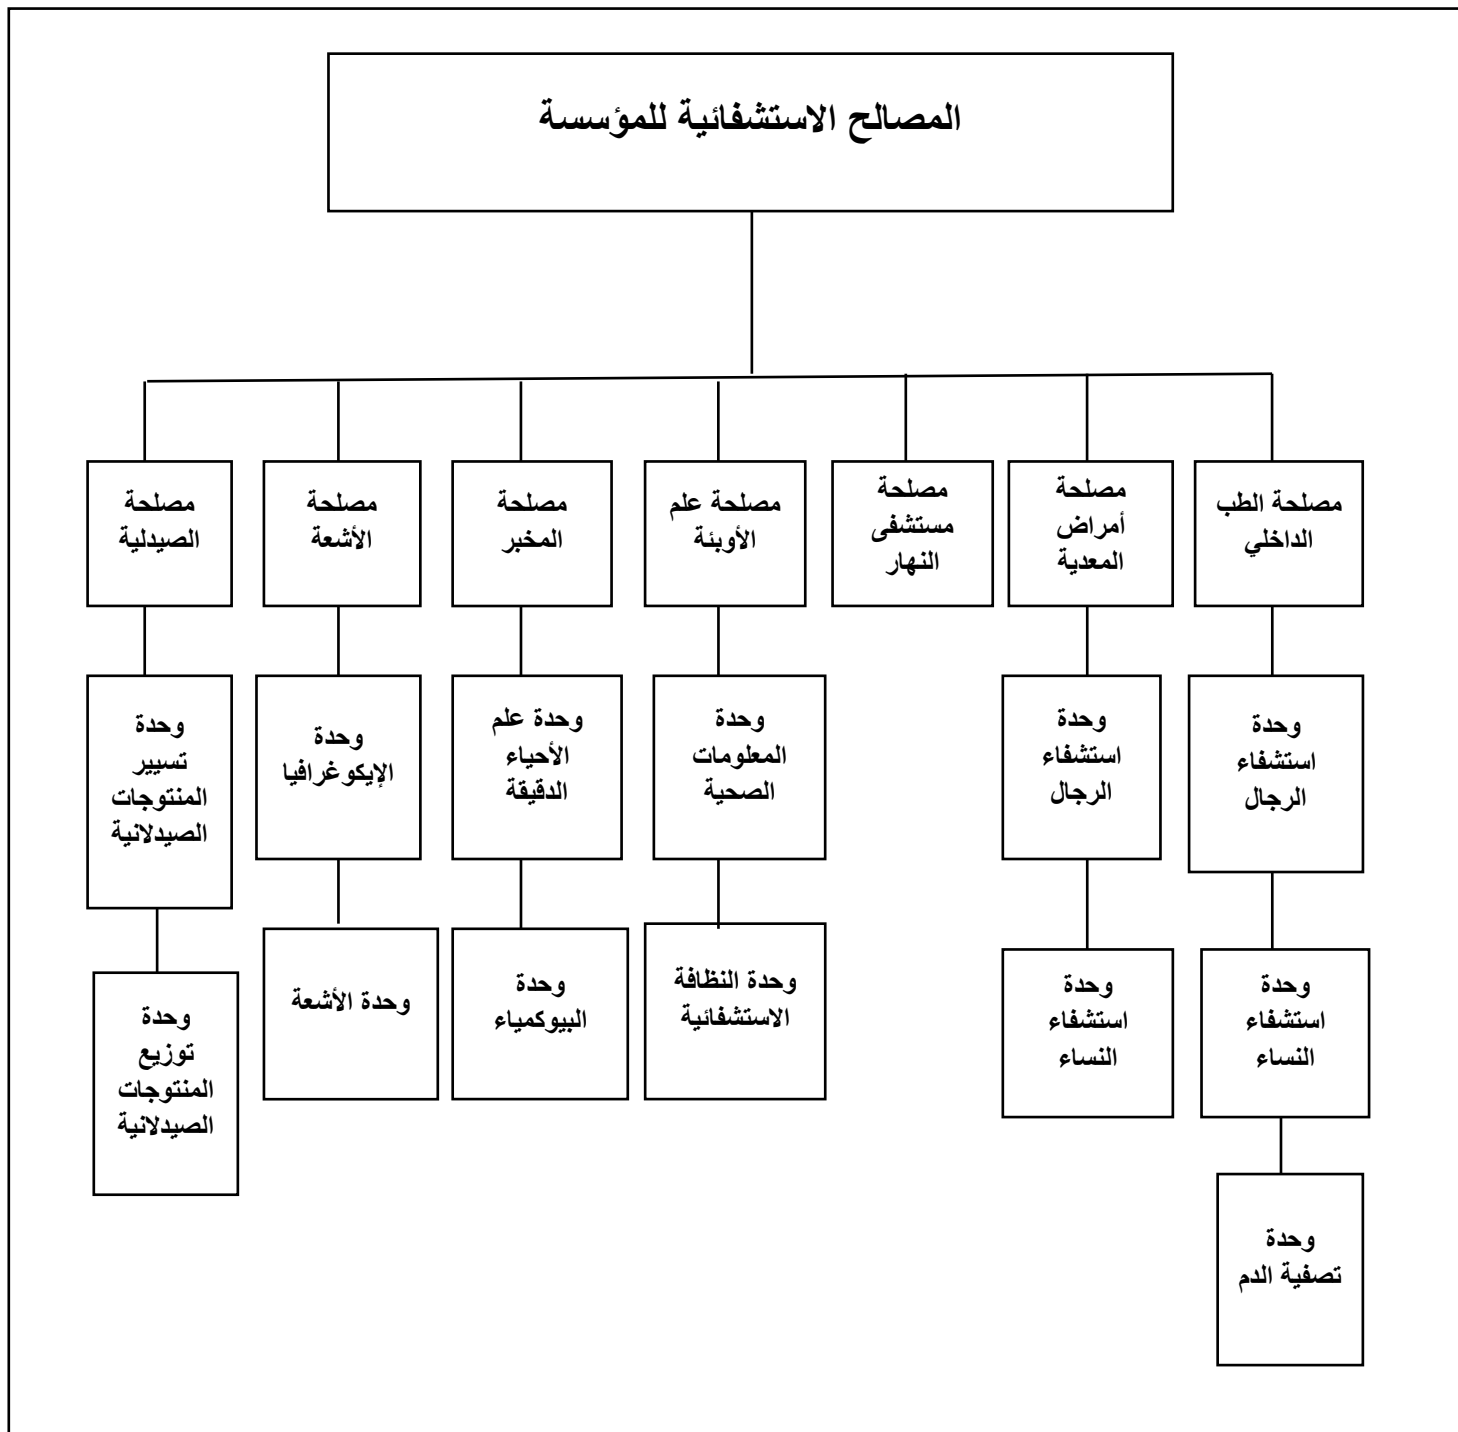 المصالح الاستشفائية للمؤسسة
مصلحة الطب
الداخلي
مصلحة
أمراض
المعدية
مصلحة
مستشفى
النهار
مصلحة علم
الأوبئة
مصلحة
المخبر
مصلحة
الأشعة
مصلحة
الصيدلية
وحدة
استشفاء
الرجال
وحدة
استشفاء
الرجال
وحدة
المعلومات
الصحية
وحدة علم
الأحياء
الدقيقة
وحدة
الإيكوغرافيا
وحدة
تسيير
المنتوجات
الصيدلانية
وحدة
استشفاء
النساء
وحدة
استشفاء
النساء
وحدة النظافة
الاستشفائية
وحدة
البيوكمياء
وحدة الأشعة
وحدة
توزيع
المنتوجات
الصيدلانية
وحدة
تصفية الدم